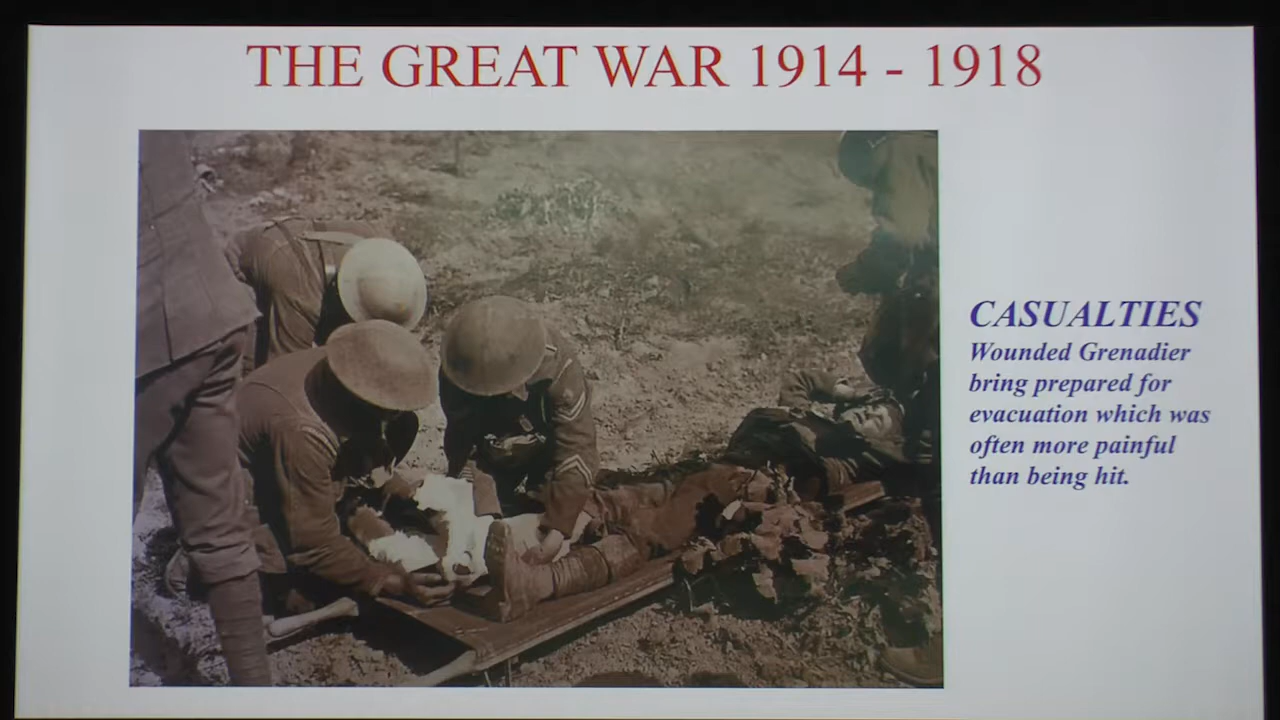 THE GREAT WAR 1914 - 1918
CASUALTIES
Wounded Grenadier
bring prepared for
evacuation which was
often more painful
than being hit.